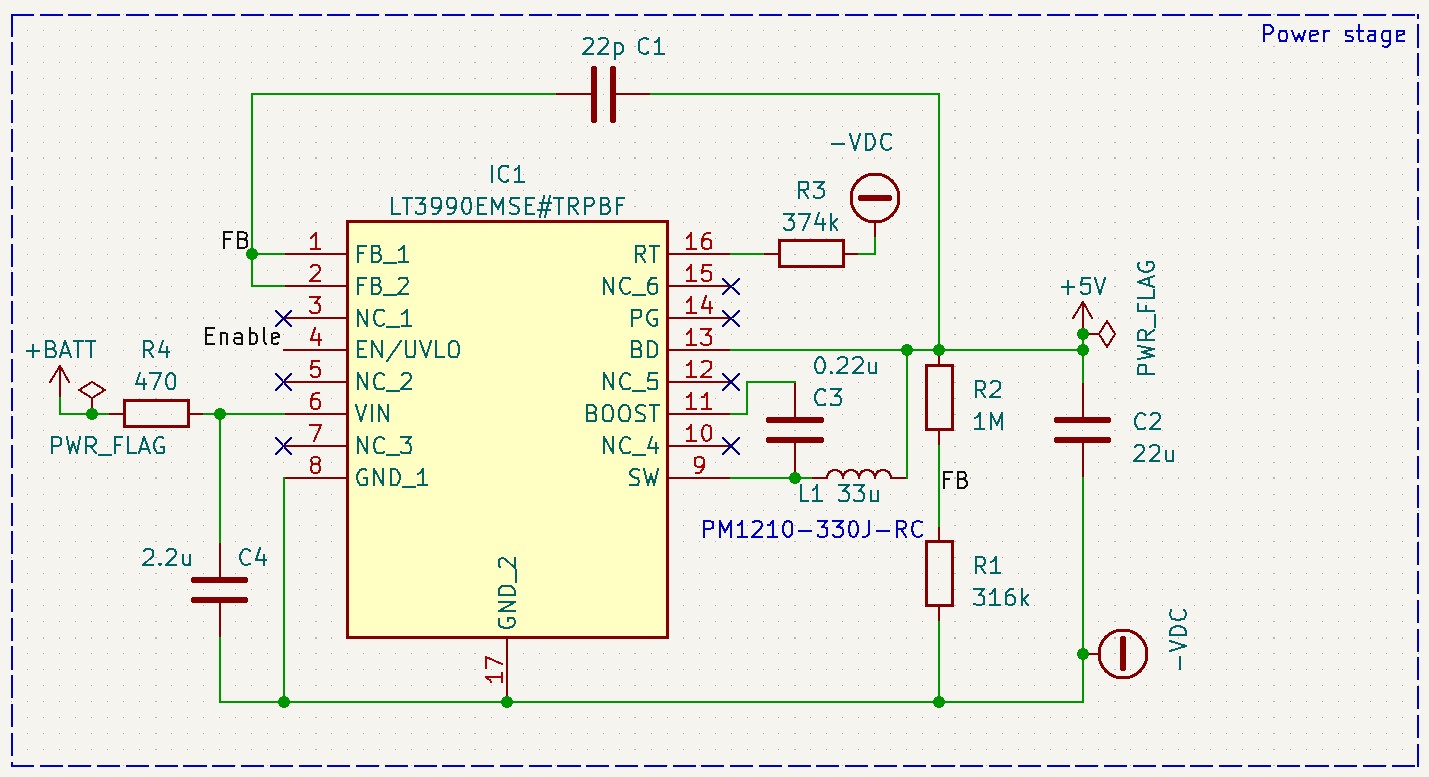 Power stage
22p C1
-VDC
IC1
LT3990EMSE#TRPBF
R3
374k
FB
1
FB_1
2
FB_2
3
NC_1
Enable
4
EN/UVLO
5
NC_2
6
VIN
7
NC_3
8
GND_1
16
RT
15
NC_6
14
PG
13
BD
12
NC_5
11
BOOST
10
NC_4
9
SW
17
GND_2
+BATT
R4
470
PWR_FLAG
2.2u C4
0.22u
C3
L1 33u
PM1210-330J-RC
R2
1M
FB
R1
316k
+5V
PWR_FLAG
C2
22u
-VDC